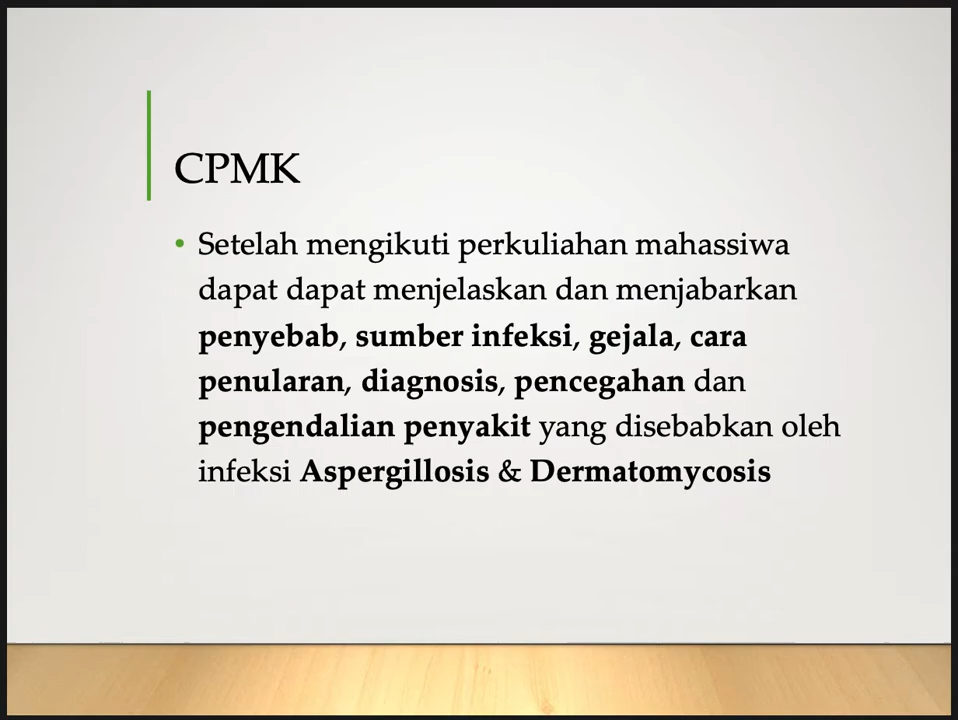 CPMK
• Setelah mengikuti perkuliahan mahassiwa
dapat dapat menjelaskan dan menjabarkan
penyebab, sumber infeksi, gejala, cara
penularan, diagnosis, pencegahan dan
pengendalian penyakit yang disebabkan oleh
infeksi Aspergillosis & Dermatomycosis